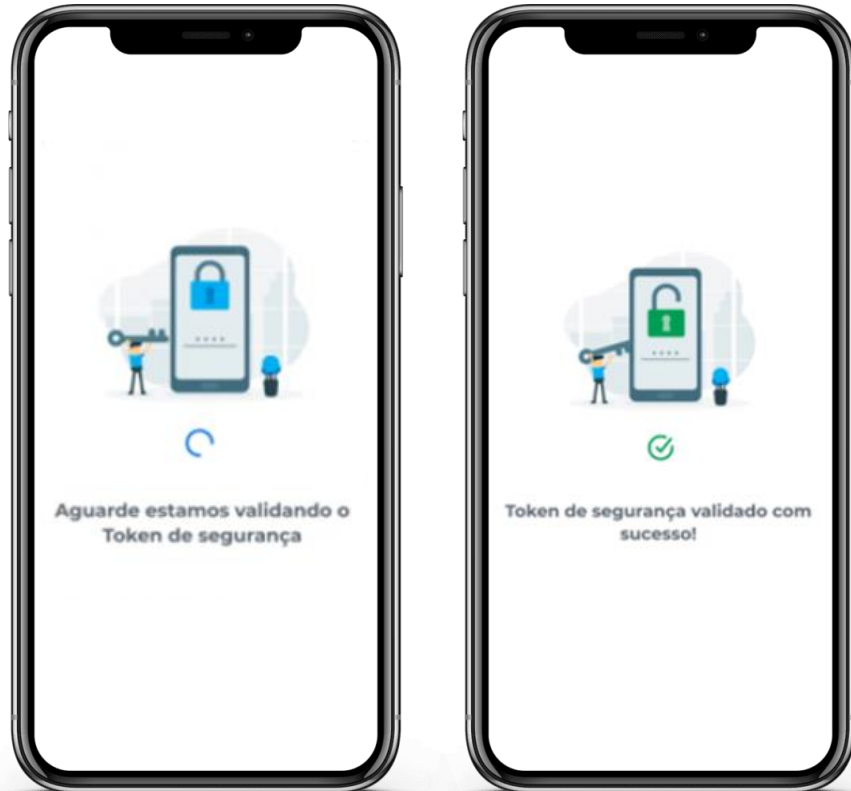 Aguarde estamos validando o
Token de segurança
Token de segurança validado com
sucesso!